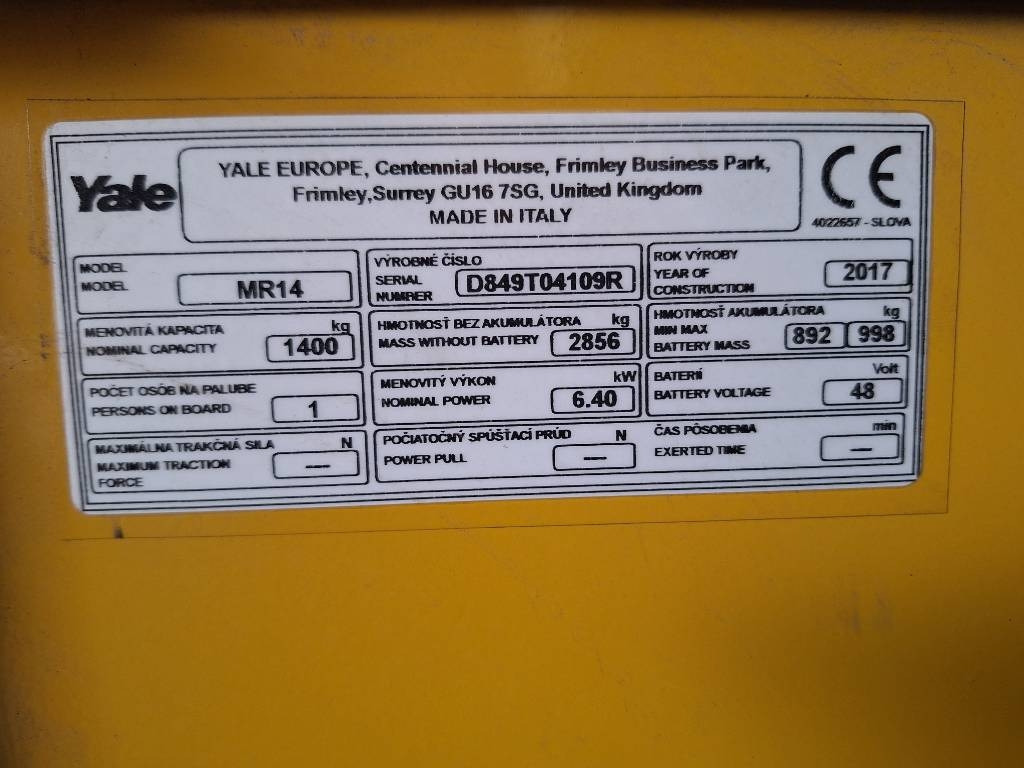 Yale
YALE EUROPE, Centennial House, Frimley Business Park,
Frimley,Surrey GU16 7SG, United Kingdom
MADE IN ITALY
CE
4022657 - SLOVA
MODEL
MODEL
MR14
VÝROBNÉ ČÍSLO
SERIAL
NUMBER
D849T04109R
ROK VÝROBY
YEAR OF
CONSTRUCTION
2017
MENOVITÁ KAPACITA kg
NOMINAL CAPACITY 1400
HMOTNOSŤ BEZ AKUMULÁTORA kg
MASS WITHOUT BATTERY 2856
HMOTNOSŤ AKUMULÁTORA kg
MIN MAX
BATTERY MASS 892 998
POČET OSÔB NA PALUBE
PERSONS ON BOARD 1
MENOVITÝ VÝKON kW
NOMINAL POWER 6.40
BATERII Volt
BATTERY VOLTAGE 48
MAXIMÁLNA TRAKČNÁ SILA N
MAXIMUM TRACTION
FORCE
---
POČIATOČNÝ SPÚŠŤACÍ PRÚD N
POWER PULL ---
ČAS PÔSOBENIA min
EXERTED TIME ---